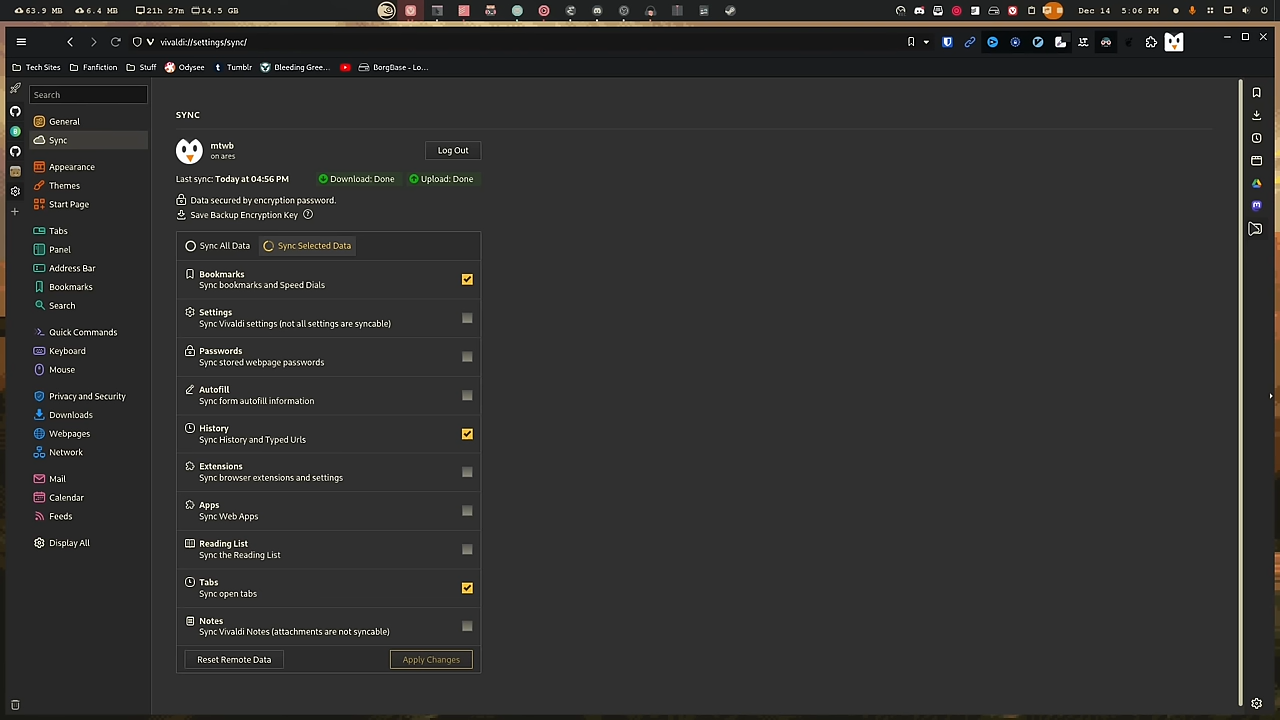 63.9 MB 6.4 MB 21h 27m 14.5 GB Dec 14 5:06 PM
vivaldi://settings/sync/
Tech Sites Fanfiction Stuff Odysee Tumblr Bleeding Gree... BorgBase - Lo...
Search
General
Sync
Appearance
Themes
Start Page
Tabs
Panel
Address Bar
Bookmarks
Search
Quick Commands
Keyboard
Mouse
Privacy and Security
Downloads
Webpages
Network
Mail
Calendar
Feeds
Display All
SYNC
mtwb
on ares
Log Out
Last sync: Today at 04:56 PM Download: Done Upload: Done
Data secured by encryption password.
Save Backup Encryption Key ?
Sync All Data Sync Selected Data
Bookmarks
Sync bookmarks and Speed Dials
Settings
Sync Vivaldi settings (not all settings are syncable)
Passwords
Sync stored webpage passwords
Autofill
Sync form autofill information
History
Sync History and Typed Urls
Extensions
Sync browser extensions and settings
Apps
Sync Web Apps
Reading List
Sync the Reading List
Tabs
Sync open tabs
Notes
Sync Vivaldi Notes (attachments are not syncable)
Reset Remote Data Apply Changes